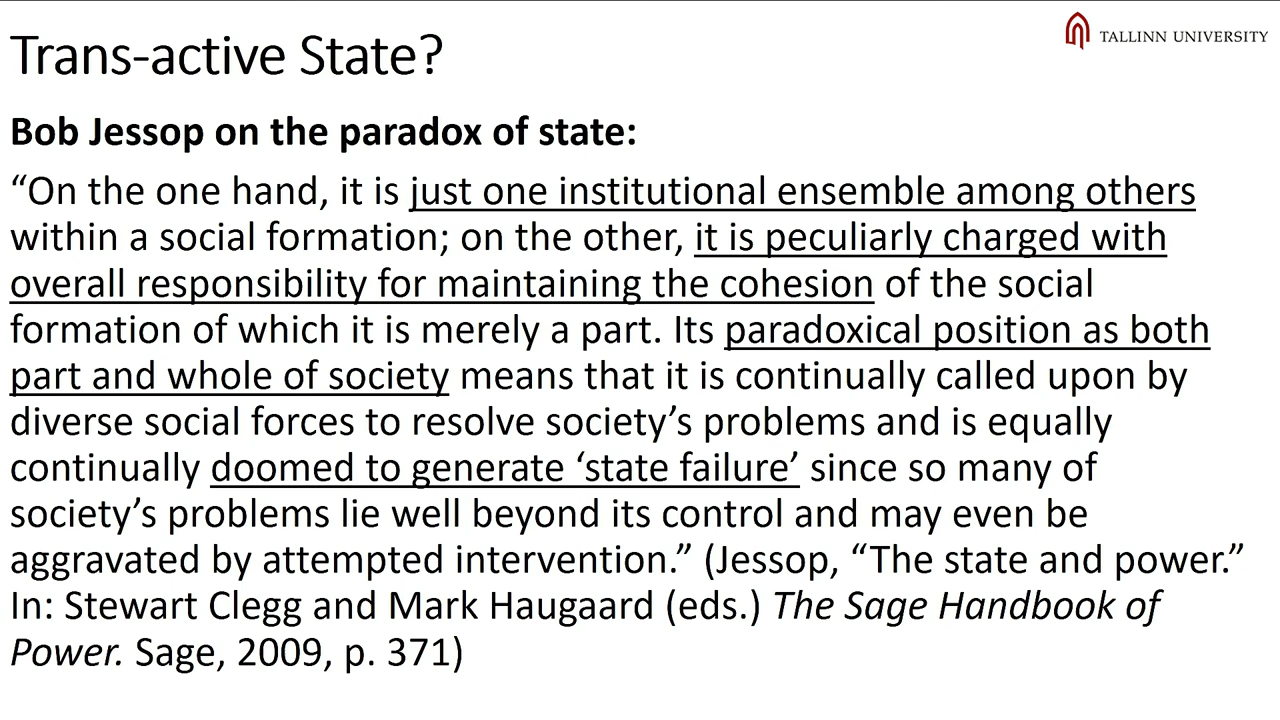 Trans-active State?
TALLINN UNIVERSITY
Bob Jessop on the paradox of state:
“On the one hand, it is just one institutional ensemble among others
within a social formation; on the other, it is peculiarly charged with
overall responsibility for maintaining the cohesion of the social
formation of which it is merely a part. Its paradoxical position as both
part and whole of society means that it is continually called upon by
diverse social forces to resolve society’s problems and is equally
continually doomed to generate ‘state failure’ since so many of
society’s problems lie well beyond its control and may even be
aggravated by attempted intervention.” (Jessop, “The state and power.”
In: Stewart Clegg and Mark Haugaard (eds.) The Sage Handbook of
Power. Sage, 2009, p. 371)